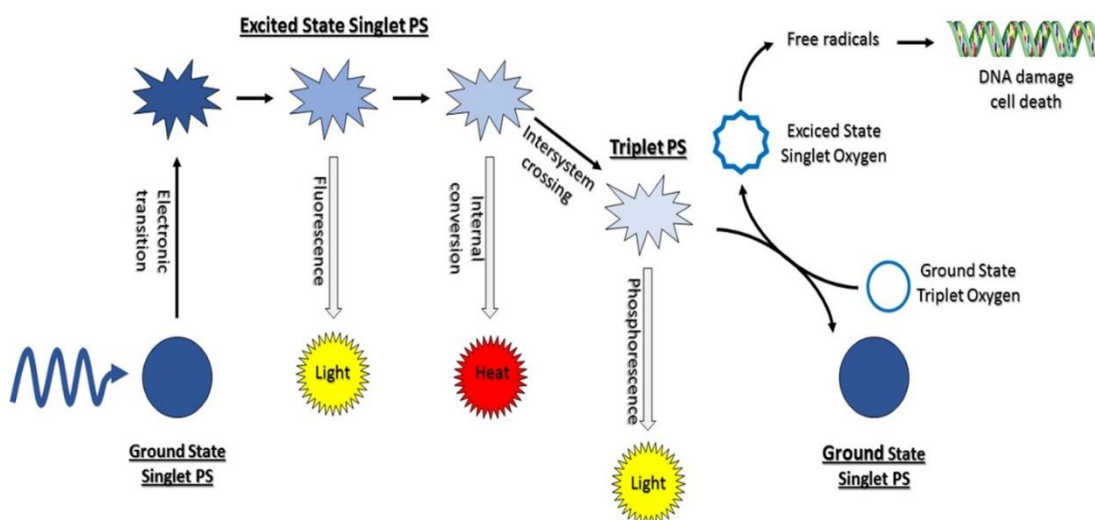 Excited State Singlet PS
Free radicals
DNA damage
cell death
Exciced State
Singlet Oxygen
Triplet PS
Intersystem
crossing
Electronic
transition
Fluorescence
Internal
conversion
Phosphorescence
Ground State
Triplet Oxygen
Light
Heat
Light
Ground State
Singlet PS
Ground State
Singlet PS